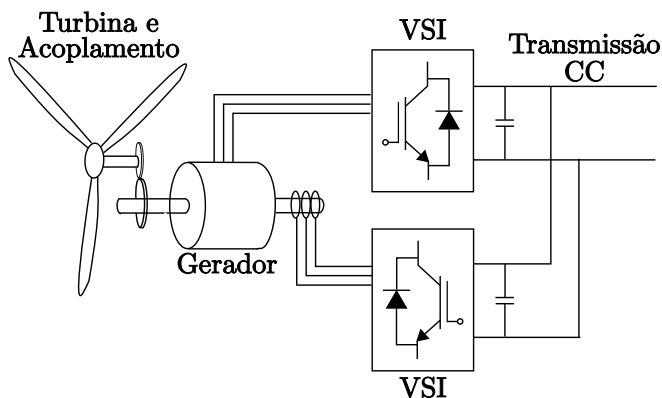 Turbina e
Acoplamento
VSI
Transmissão
CC
Gerador
VSI